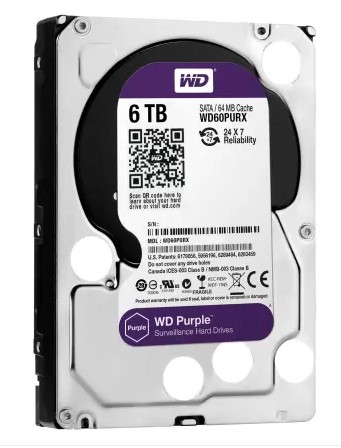 WD
6 TB
SATA / 64 MB Cache
WD60PURX
24 X 7
Reliability
Scan QR code here to
learn about your hard
drive or visit wd.com
S/N:
MDL: WD60PURX
Do not cover any drive holes
Canada ICES-003 Class B / NMB-003 Classe B
FRAGILE
Product warranty will be void if seal, label or cover is removed or damaged
Purple
WD Purple™
Surveillance Hard Drives